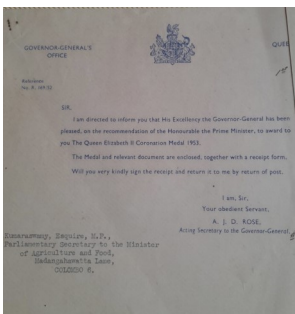 GOVERNOR-GENERAL'S
OFFICE
QUEE
SIR,
I am directed to inform you that His Excellency the Governor-General has been
pleased, on the recommendation of the Honourable the Prime Minister, to award to
you The Queen Elizabeth II Coronation Medal 1953.
The Medal and relevant document are enclosed, together with a receipt form.
Will you very kindly sign the receipt and return it to me by return of post.
I am, Sir,
Your obedient Servant,
A. J. D. ROSE,
Acting Secretary to the Governor-General.
Kumaraswamy, Esquire, M.P.,
Parliamentary Secretary to the Minister
of Agriculture and Food,
Lane,
COLOMBO 8.